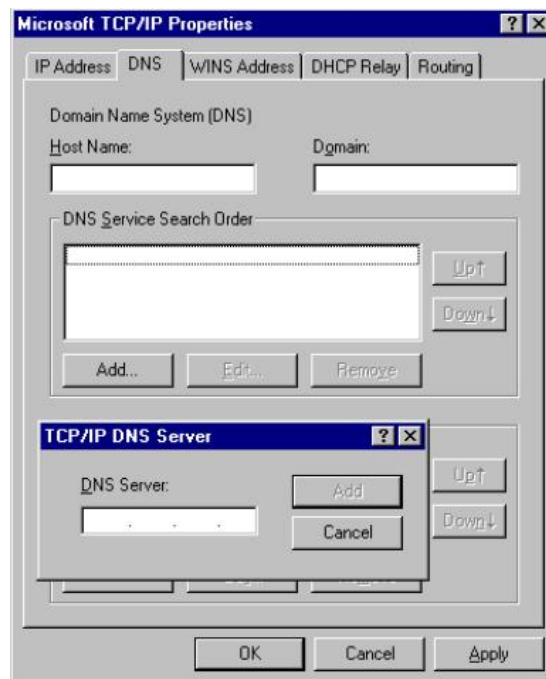 Microsoft TCP/IP Properties
IP Address DNS WINS Address DHCP Relay Routing
Domain Name System (DNS)
Host Name: Domain:
DNS Service Search Order
Up↑
Down↓
Add... Edit... Remove
TCP/IP DNS Server
DNS Server:
Add
. . .
Cancel
Up↑
Down↓
OK Cancel Apply